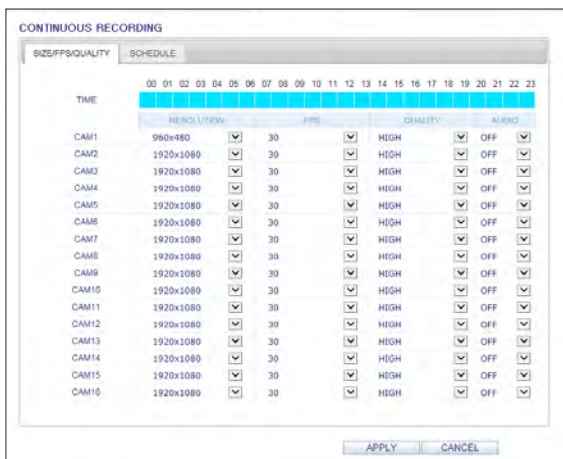 CONTINUOUS RECORDING
SIZE/FPS/QUALITY SCHEDULE
00 01 02 03 04 05 06 07 08 09 10 11 12 13 14 15 16 17 18 19 20 21 22 23
TIME
RESOLUTION FPS QUALITY AUDIO
CAM1 960x480 30 HIGH OFF
CAM2 1920x1080 30 HIGH OFF
CAM3 1920x1080 30 HIGH OFF
CAM4 1920x1080 30 HIGH OFF
CAM5 1920x1080 30 HIGH OFF
CAM6 1920x1080 30 HIGH OFF
CAM7 1920x1080 30 HIGH OFF
CAM8 1920x1080 30 HIGH OFF
CAM9 1920x1080 30 HIGH OFF
CAM10 1920x1080 30 HIGH OFF
CAM11 1920x1080 30 HIGH OFF
CAM12 1920x1080 30 HIGH OFF
CAM13 1920x1080 30 HIGH OFF
CAM14 1920x1080 30 HIGH OFF
CAM15 1920x1080 30 HIGH OFF
CAM16 1920x1080 30 HIGH OFF
APPLY CANCEL